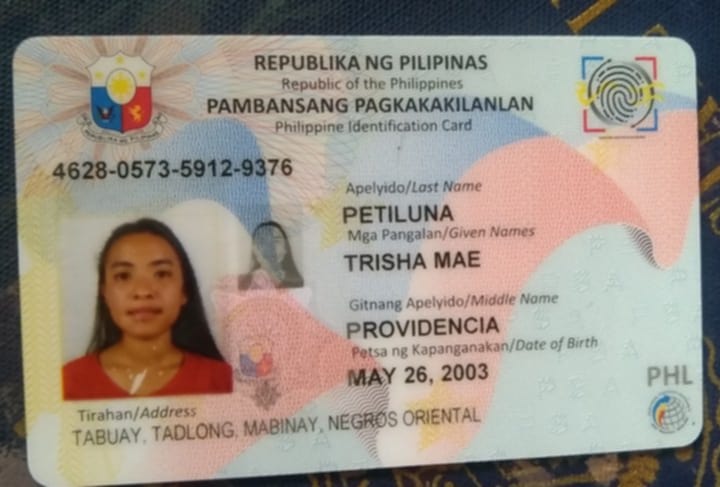 REPUBLIKA NG PILIPINAS
Republic of the Philippines
PAMBANSANG PAGKAKAKILANLAN
Philippine Identification Card
4628-0573-5912-9376
Apelyido/Last Name
PETILUNA
Mga Pangalan/Given Names
TRISHA MAE
Gitnang Apelyido/Middle Name
PROVIDENCIA
Petsa ng Kapanganakan/Date of Birth
MAY 26, 2003
PHL
Tirahan/Address
TABUAY, TADLONG, MABINAY, NEGROS ORIENTAL